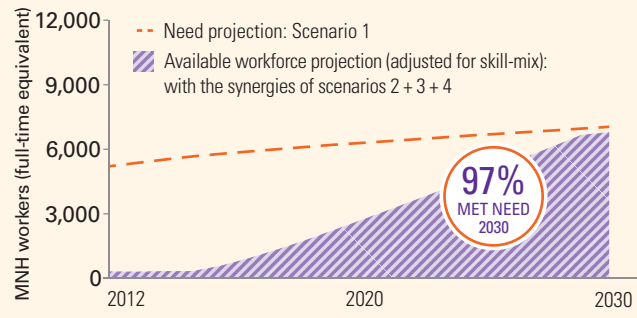 MNH workers (full-time equivalent)
12,000
9,000
6,000
3,000
0
Need projection: Scenario 1
Available workforce projection (adjusted for skill-mix):
with the synergies of scenarios 2 + 3 + 4
97%
MET NEED
2030
2012
2020
2030